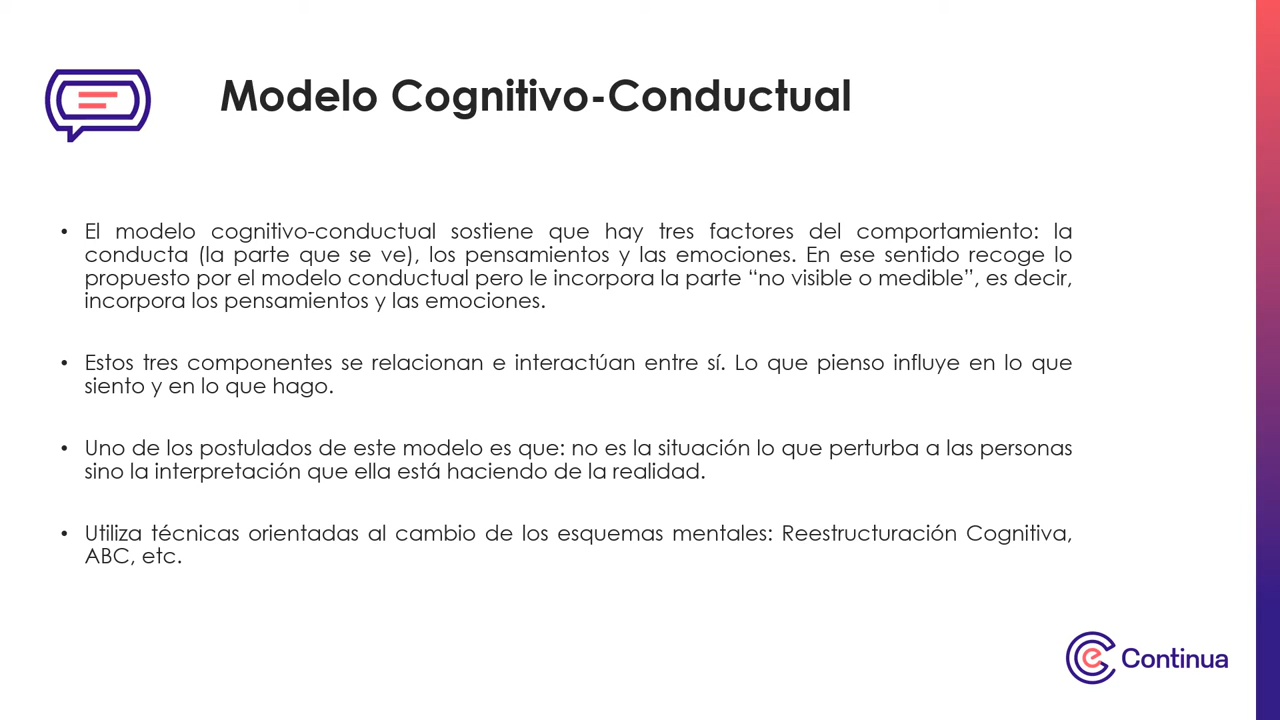 Modelo Cognitivo-Conductual
• El modelo cognitivo-conductual sostiene que hay tres factores del comportamiento: la
conducta (la parte que se ve), los pensamientos y las emociones. En ese sentido recoge lo
propuesto por el modelo conductual pero le incorpora la parte “no visible o medible”, es decir,
incorpora los pensamientos y las emociones.
• Estos tres componentes se relacionan e interactúan entre sí. Lo que pienso influye en lo que
siento y en lo que hago.
• Uno de los postulados de este modelo es que: no es la situación lo que perturba a las personas
sino la interpretación que ella está haciendo de la realidad.
• Utiliza técnicas orientadas al cambio de los esquemas mentales: Reestructuración Cognitiva,
ABC, etc.
Continua